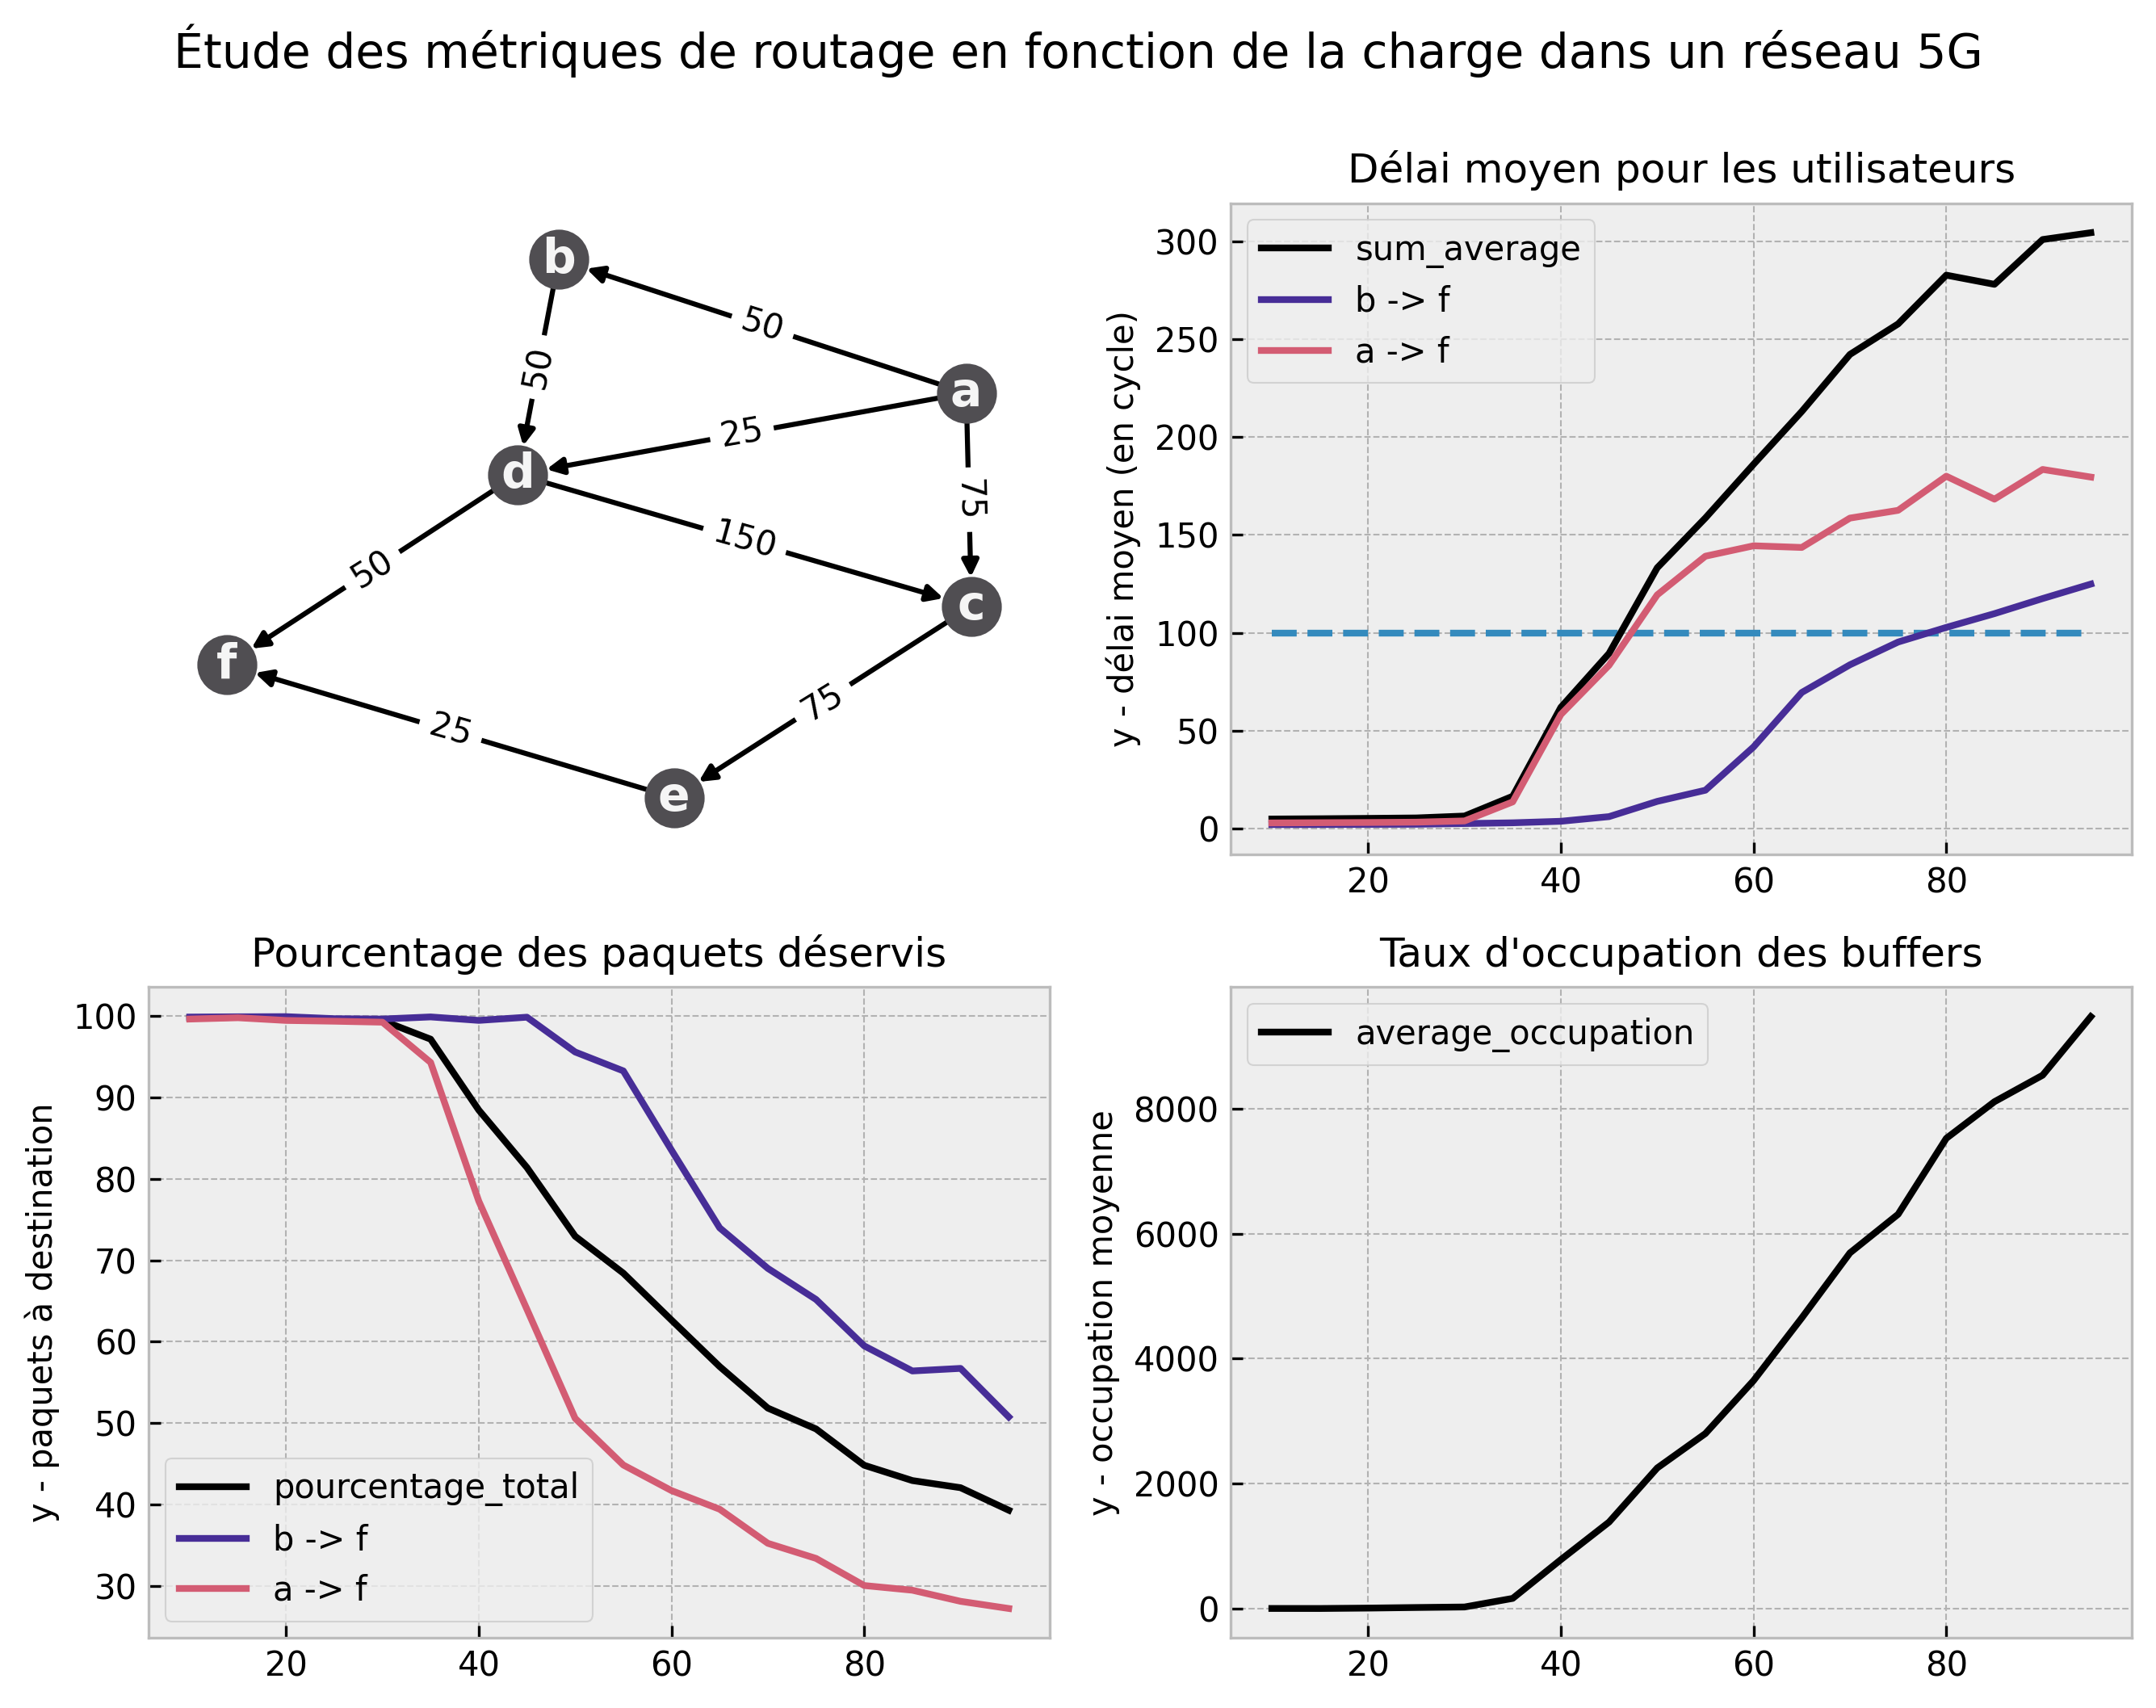 Étude des métriques de routage en fonction de la charge dans un réseau 5G
b
50
50
a
25
d
75
150
50
c
f
75
25
e
Délai moyen pour les utilisateurs
y - délai moyen (en cycle)
300
250
200
150
100
50
0
sum_average
b -> f
a -> f
20 40 60 80
Pourcentage des paquets déservis
y - paquets à destination
100
90
80
70
60
50
40
30
pourcentage_total
b -> f
a -> f
20 40 60 80
Taux d'occupation des buffers
y - occupation moyenne
average_occupation
8000
6000
4000
2000
0
20 40 60 80